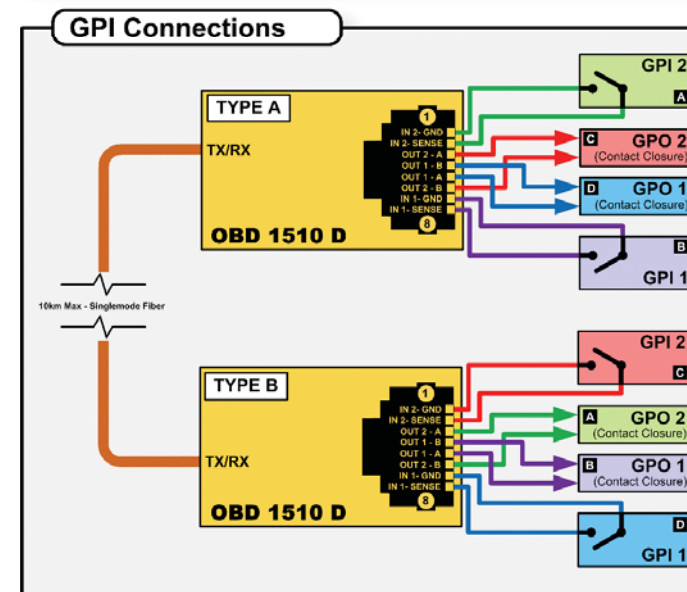 GPI Connections
TYPE A
TX/RX
OBD 1510 D
1
IN 2- GND
IN 2- SENSE
OUT 2 - A
OUT 1 - B
OUT 1 - A
OUT 2 - B
IN 1- GND
IN 1- SENSE
8
GPI 2
A
C GPO 2
(Contact Closure)
D GPO 1
(Contact Closure)
B
GPI 1
10km Max - Singlemode Fiber
TYPE B
TX/RX
OBD 1510 D
1
IN 2- GND
IN 2- SENSE
OUT 2 - A
OUT 1 - B
OUT 1 - A
OUT 2 - B
IN 1- GND
IN 1- SENSE
8
GPI 2
C
A GPO 2
(Contact Closure)
B GPO 1
(Contact Closure)
D
GPI 1